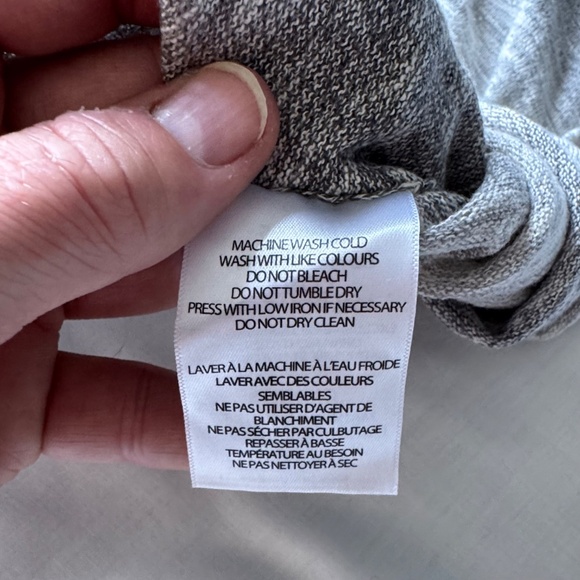 MACHINE WASH COLD
WASH WITH LIKE COLOURS
DO NOT BLEACH
DO NOT TUMBLE DRY
PRESS WITH LOW IRON IF NECESSARY
DO NOT DRY CLEAN
LAVER À LA MACHINE À L'EAU FROIDE
LAVER AVEC DES COULEURS
SEMBLABLES
NE PAS UTILISER D'AGENT DE
BLANCHIMENT
NE PAS SÉCHER PAR CULBUTAGE
REPASSER À BASSE
TEMPÉRATURE AU BESOIN
NE PAS NETTOYER À SEC